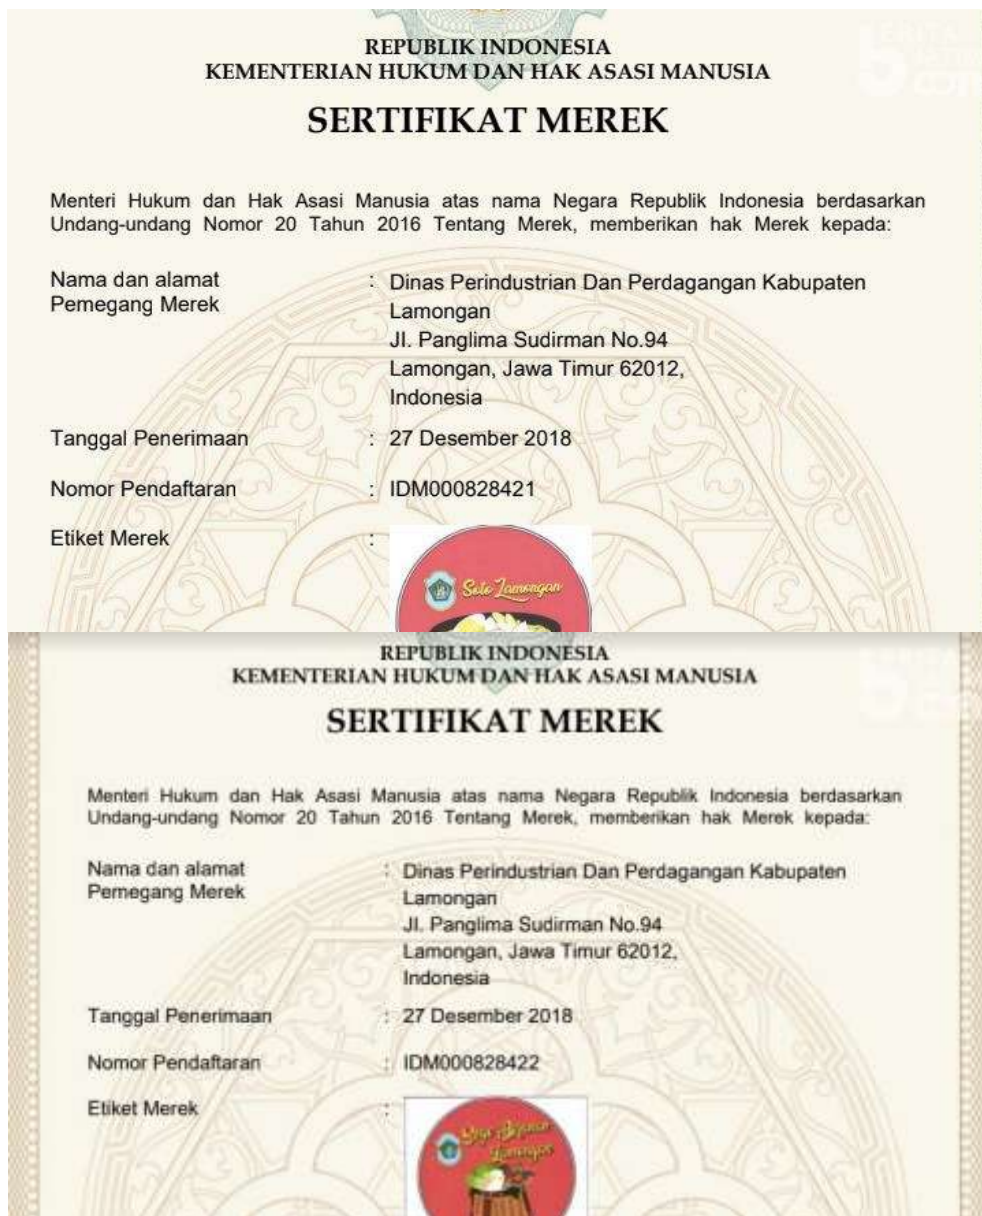 REPUBLIK INDONESIA
KEMENTERIAN HUKUM DAN HAK ASASI MANUSIA
SERTIFIKAT MEREK
Menteri Hukum dan Hak Asasi Manusia atas nama Negara Republik Indonesia berdasarkan
Undang-undang Nomor 20 Tahun 2016 Tentang Merek, memberikan hak Merek kepada:
Nama dan alamat : Dinas Perindustrian Dan Perdagangan Kabupaten
Pemegang Merek Lamongan
Jl. Panglima Sudirman No.94
Lamongan, Jawa Timur 62012,
Indonesia
Tanggal Penerimaan : 27 Desember 2018
Nomor Pendaftaran : IDM000828421
Etiket Merek :
Soto Lamongan
REPUBLIK INDONESIA
KEMENTERIAN HUKUM DAN HAK ASASI MANUSIA
SERTIFIKAT MEREK
Menteri Hukum dan Hak Asasi Manusia atas nama Negara Republik Indonesia berdasarkan
Undang-undang Nomor 20 Tahun 2016 Tentang Merek, memberikan hak Merek kepada:
Nama dan alamat : Dinas Perindustrian Dan Perdagangan Kabupaten
Pemegang Merek Lamongan
Jl. Panglima Sudirman No.94
Lamongan, Jawa Timur 62012,
Indonesia
Tanggal Penerimaan : 27 Desember 2018
Nomor Pendaftaran : IDM000828422
Etiket Merek :
Lamongan